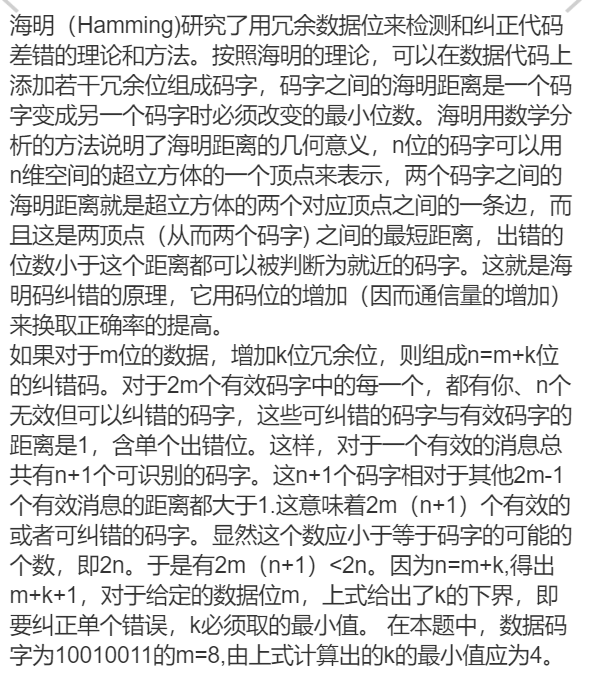 海明（Hamming)研究了用冗余数据位来检测和纠正代码
差错的理论和方法。按照海明的理论，可以在数据代码上
添加若干冗余位组成码字，码字之间的海明距离是一个码
字变成另一个码字时必须改变的最小位数。海明用数学分
析的方法说明了海明距离的几何意义，n位的码字可以用
n维空间的超立方体的一个顶点来表示，两个码字之间的
海明距离就是超立方体的两个对应顶点之间的一条边，而
且这是两顶点（从而两个码字) 之间的最短距离，出错的
位数小于这个距离都可以被判断为就近的码字。这就是海
明码纠错的原理，它用码位的增加（因而通信量的增加）
来换取正确率的提高。
如果对于m位的数据，增加k位冗余位，则组成n=m+k位
的纠错码。对于2m个有效码字中的每一个，都有你、n个
无效但可以纠错的码字，这些可纠错的码字与有效码字的
距离是1，含单个出错位。这样，对于一个有效的消息总
共有n+1个可识别的码字。这n+1个码字相对于其他2m-1
个有效消息的距离都大于1.这意味着2m（n+1）个有效的
或者可纠错的码字。显然这个数应小于等于码字的可能的
个数，即2n。于是有2m（n+1）<2n。因为n=m+k,得出
m+k+1，对于给定的数据位m，上式给出了k的下界，即
要纠正单个错误，k必须取的最小值。 在本题中，数据码
字为10010011的m=8,由上式计算出的k的最小值应为4。